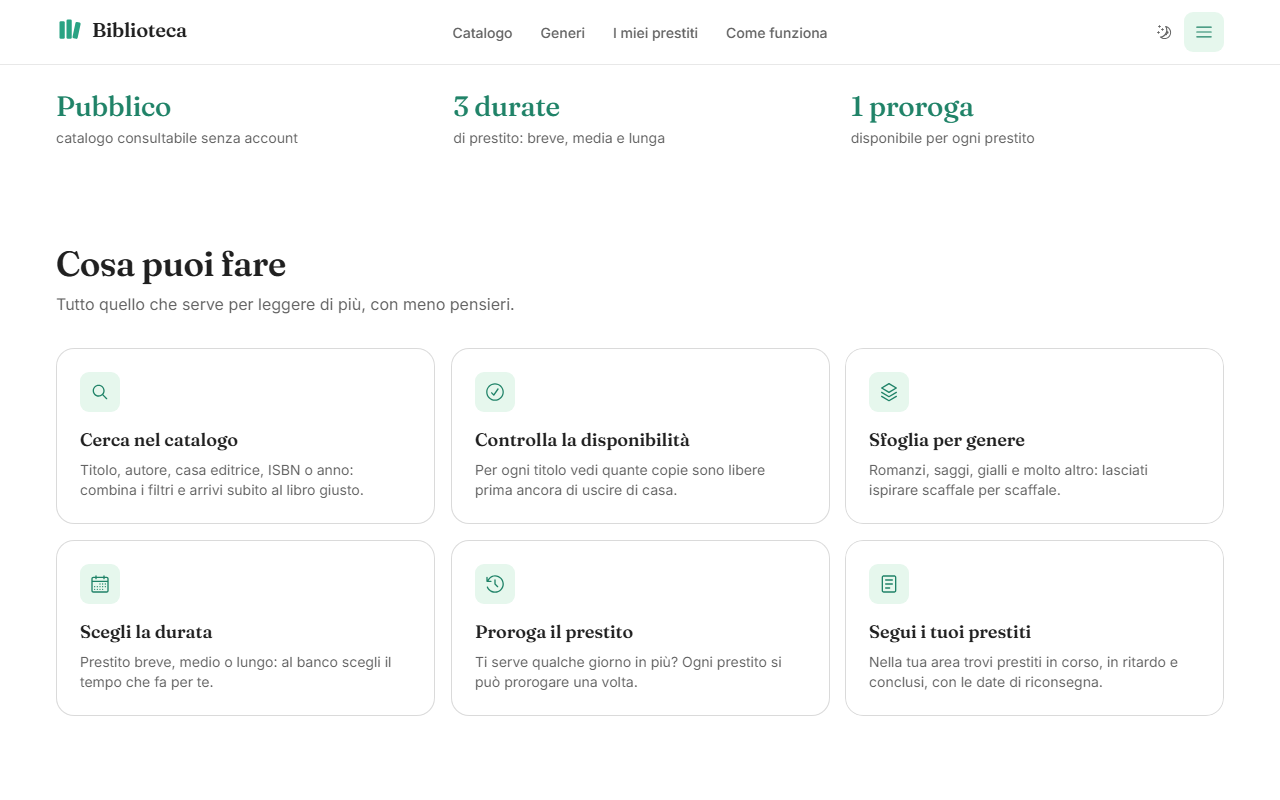 Biblioteca
Catalogo
Generi
I miei prestiti
Come funziona
Pubblico
catalogo consultabile senza account
3 durate
di prestito: breve, media e lunga
1 proroga
disponibile per ogni prestito
Cosa puoi fare
Tutto quello che serve per leggere di più, con meno pensieri.
Cerca nel catalogo
Titolo, autore, casa editrice, ISBN o anno:
combina i filtri e arrivi subito al libro giusto.
Controlla la disponibilità
Per ogni titolo vedi quante copie sono libere
prima ancora di uscire di casa.
Sfoglia per genere
Romanzi, saggi, gialli e molto altro: lasciati
ispirare scaffale per scaffale.
Scegli la durata
Prestito breve, medio o lungo: al banco scegli il
tempo che fa per te.
Proroga il prestito
Ti serve qualche giorno in più? Ogni prestito si
può prorogare una volta.
Segui i tuoi prestiti
Nella tua area trovi prestiti in corso, in ritardo e
conclusi, con le date di riconsegna.